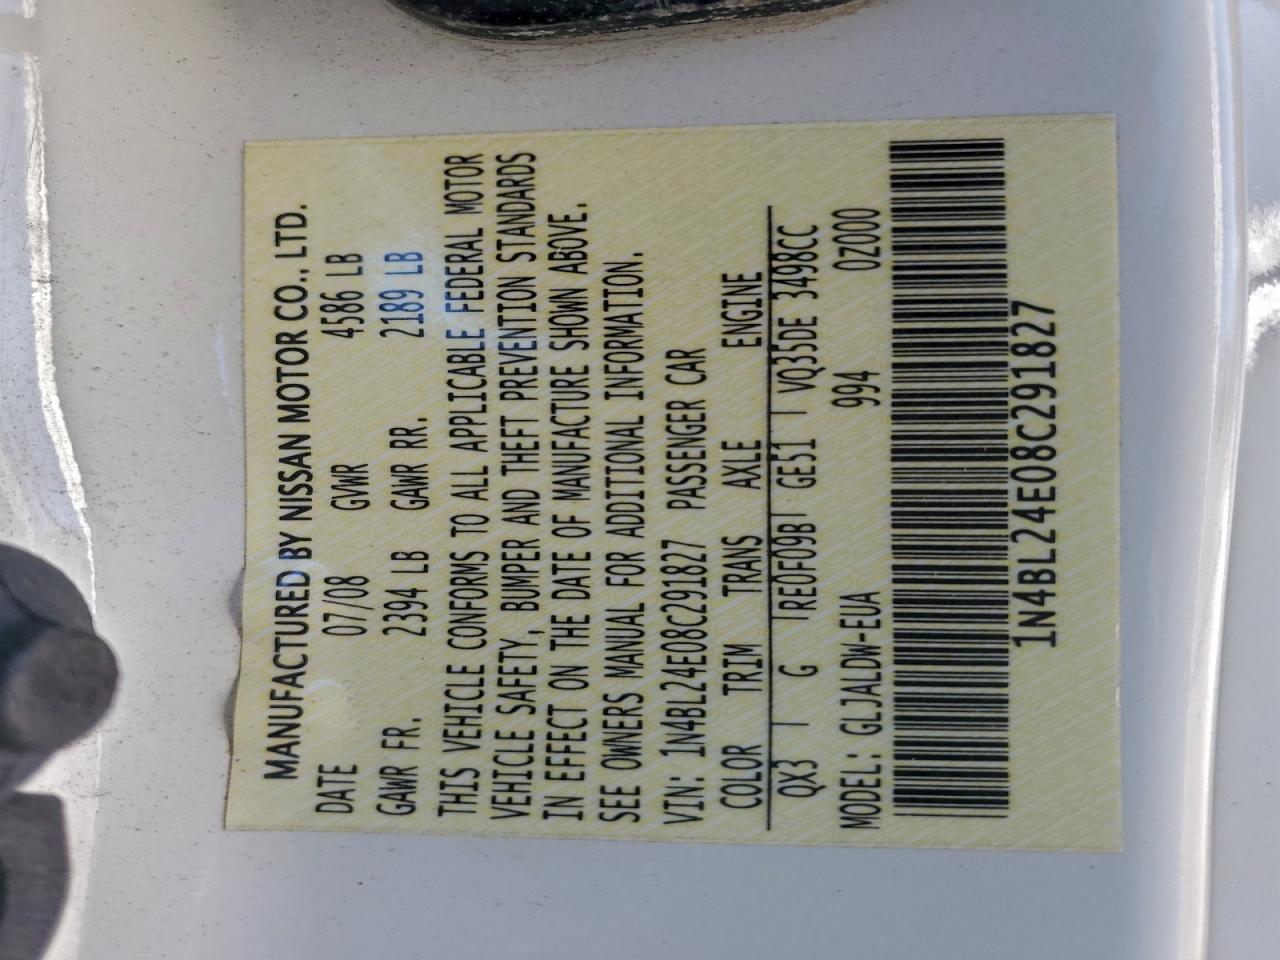 MANUFACTURED BY NISSAN MOTOR CO., LTD.
DATE 07/08 GVWR 4586 LB
GAWR FR. 2394 LB GAWR RR. 2189 LB
THIS VEHICLE CONFORMS TO ALL APPLICABLE FEDERAL MOTOR
VEHICLE SAFETY, BUMPER AND THEFT PREVENTION STANDARDS
IN EFFECT ON THE DATE OF MANUFACTURE SHOWN ABOVE.
SEE OWNERS MANUAL FOR ADDITIONAL INFORMATION.
VIN: 1N4BL24E08C291827 PASSENGER CAR
COLOR TRIM TRANS AXLE ENGINE
QX3 | G | RE0F09B | GE51 | VQ35DE 3498CC
MODEL: GLJALDW-EUA 994 0Z000
1N4BL24E08C291827